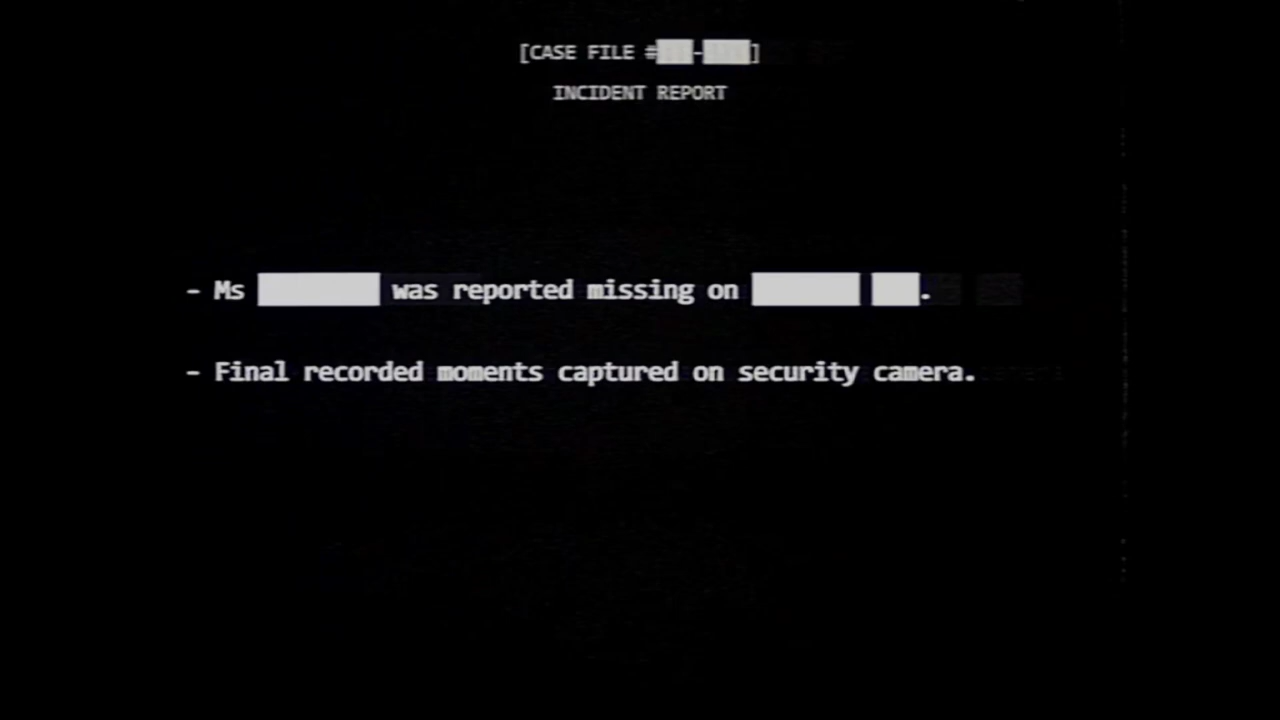 [CASE FILE #██-███]
INCIDENT REPORT
- Ms ████████ was reported missing on ███████ ███.
- Final recorded moments captured on security camera.